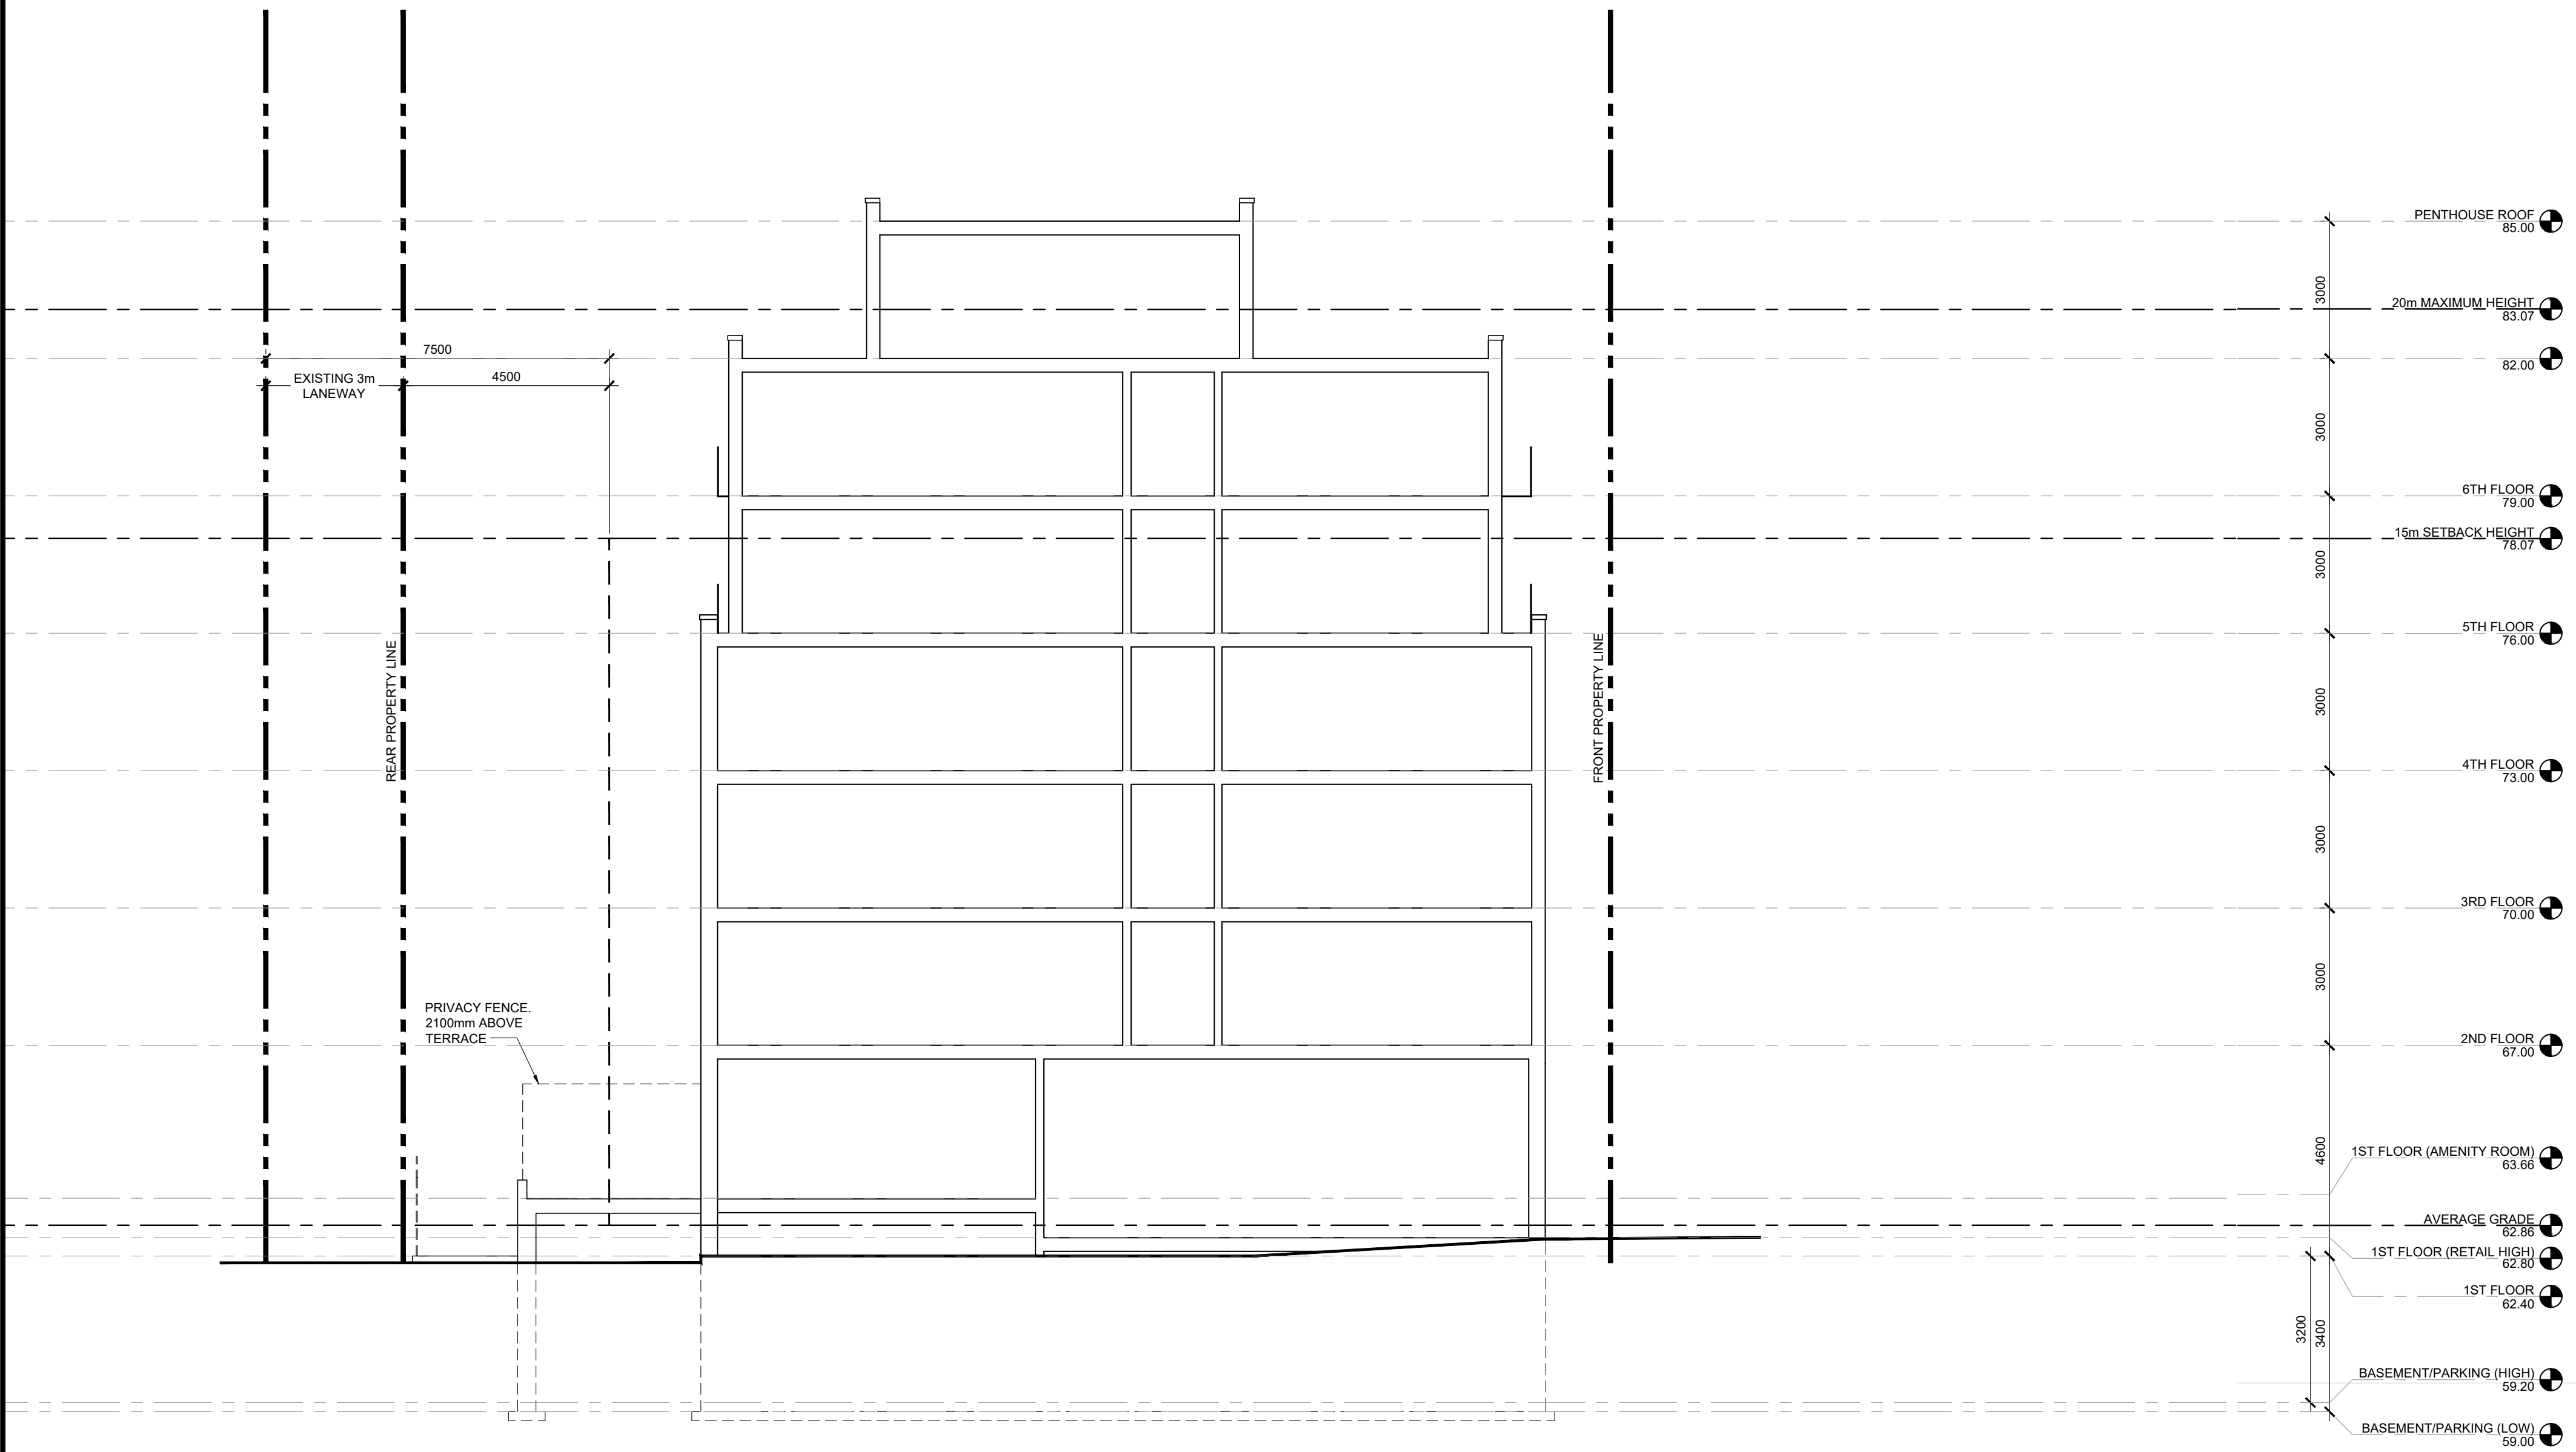 PENTHOUSE ROOF
85.00
3000
20m MAXIMUM HEIGHT
83.07
7500
82.00
EXISTING 3m
LANEWAY
4500
3000
6TH FLOOR
79.00
15m SETBACK HEIGHT
78.07
3000
5TH FLOOR
76.00
REAR PROPERTY LINE
FRONT PROPERTY LINE
3000
4TH FLOOR
73.00
3000
3RD FLOOR
70.00
3000
PRIVACY FENCE.
2100mm ABOVE
TERRACE
2ND FLOOR
67.00
4600
1ST FLOOR (AMENITY ROOM)
63.66
AVERAGE GRADE
62.86
1ST FLOOR (RETAIL HIGH)
62.80
1ST FLOOR
62.40
3200
3400
BASEMENT/PARKING (HIGH)
59.20
BASEMENT/PARKING (LOW)
59.00